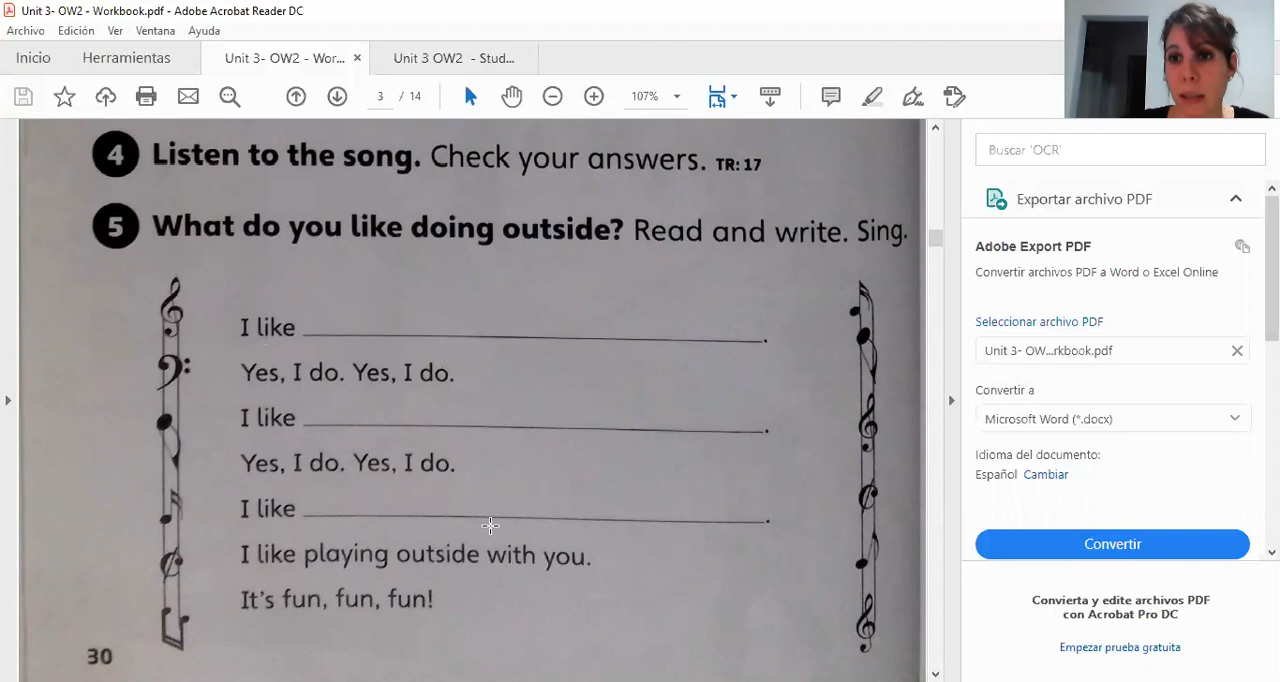 Unit 3- OW2 - Workbook.pdf - Adobe Acrobat Reader DC
Archivo Edición Ver Ventana Ayuda
Inicio Herramientas Unit 3- OW2 - Wor... × Unit 3 OW2 - Stud...
3 / 14 107%
4 Listen to the song. Check your answers. TR: 17
5 What do you like doing outside? Read and write. Sing.
I like ______.
Yes, I do. Yes, I do.
I like ______.
Yes, I do. Yes, I do.
I like ______.
I like playing outside with you.
It's fun, fun, fun!
30
Buscar 'OCR'
Exportar archivo PDF
Adobe Export PDF
Convertir archivos PDF a Word o Excel Online
Seleccionar archivo PDF
Unit 3- OW...rkbook.pdf
Convertir a
Microsoft Word (*.docx)
Idioma del documento:
Español Cambiar
Convertir
Convierta y edite archivos PDF
con Acrobat Pro DC
Empezar prueba gratuita